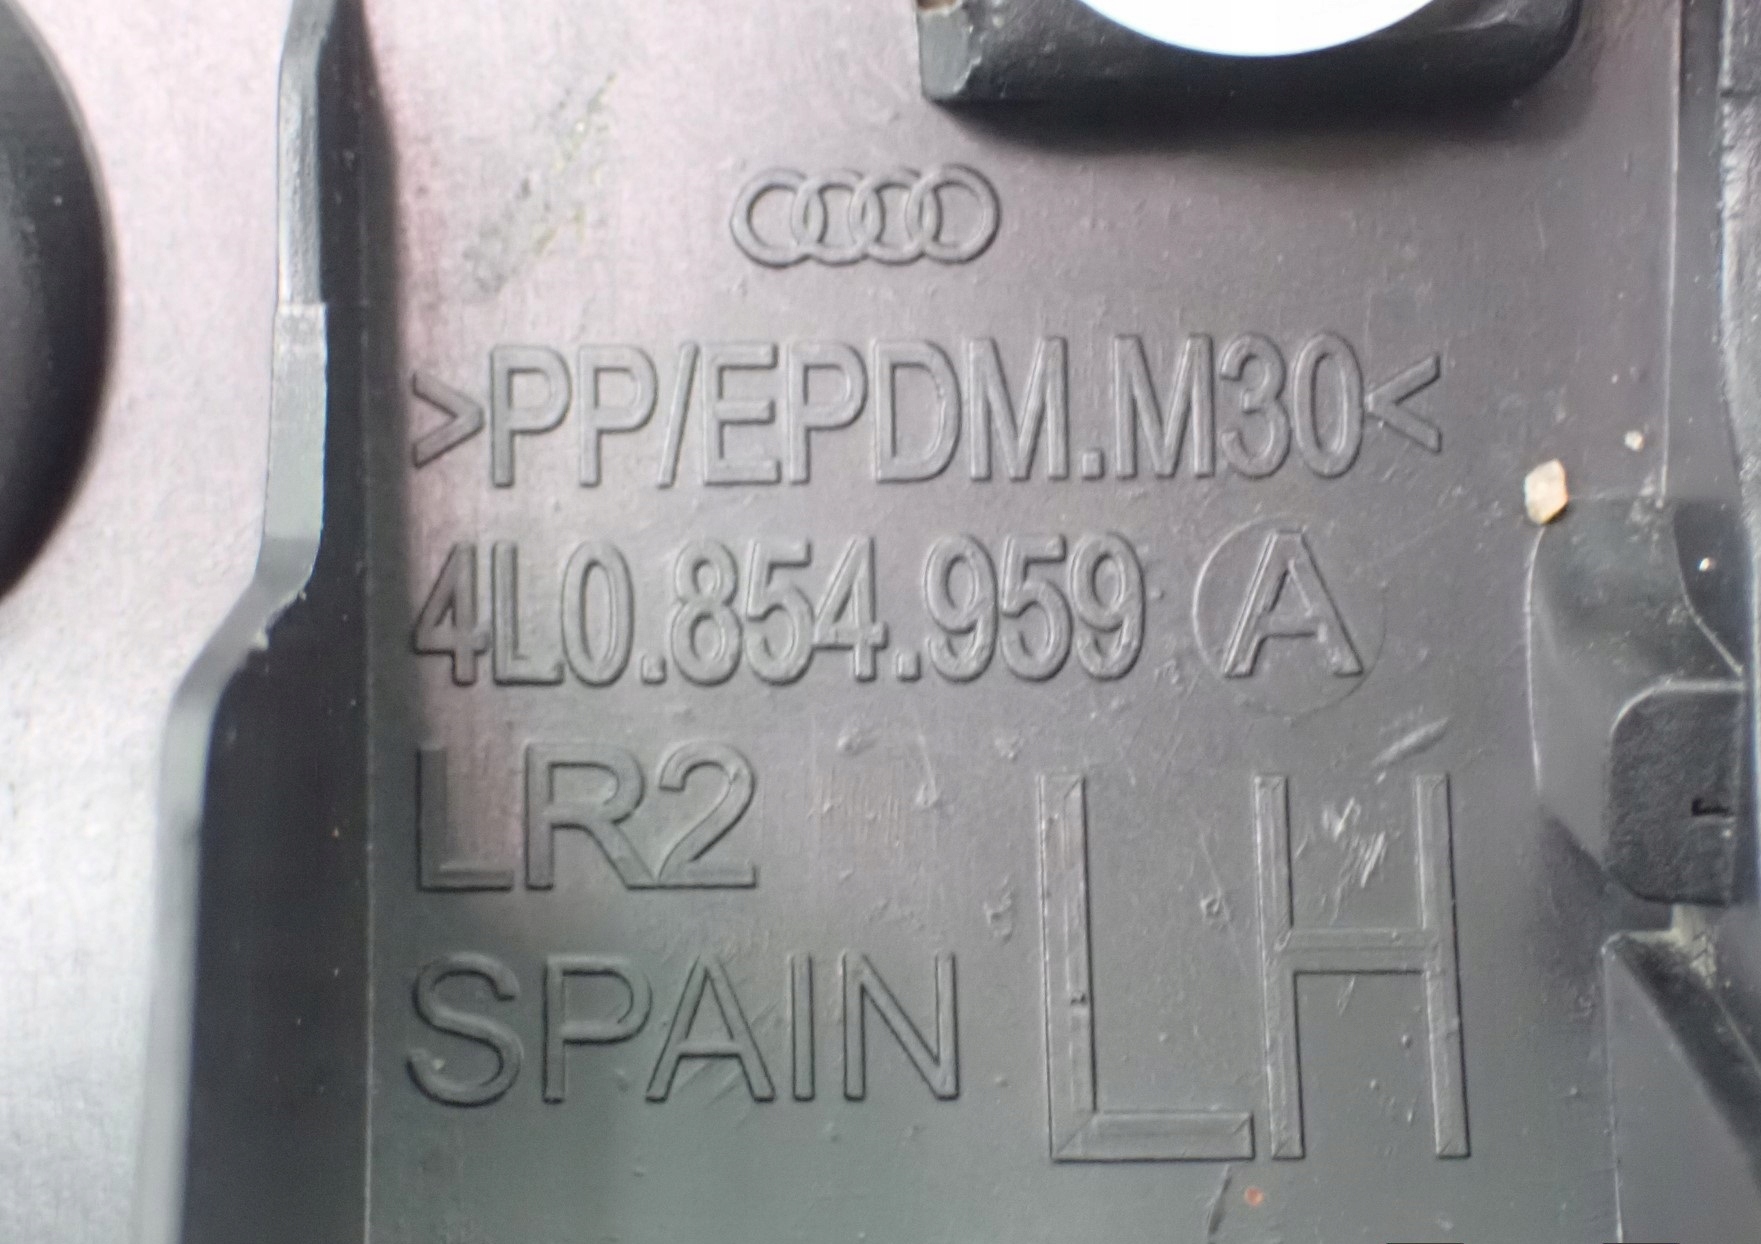 >PP/EPDM.M30<
4L0.854.959 A
LR2
SPAIN
LH